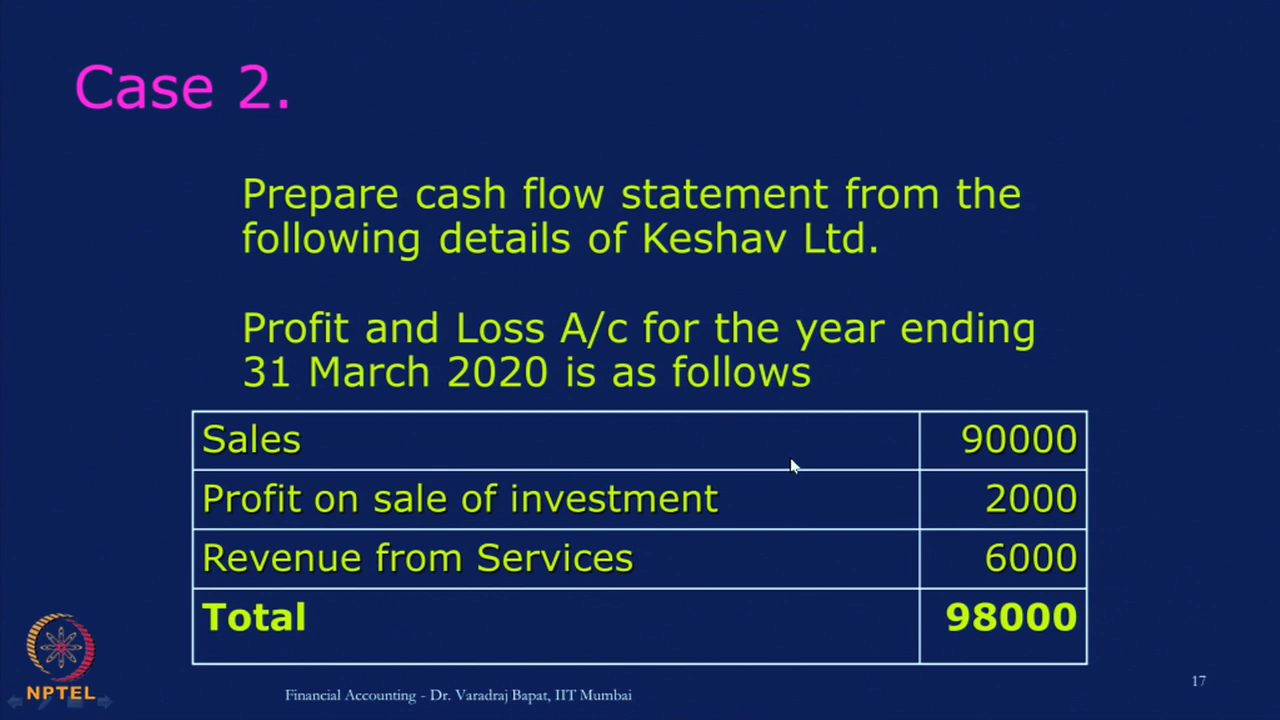 Case 2.
Prepare cash flow statement from the
following details of Keshav Ltd.
Profit and Loss A/c for the year ending
31 March 2020 is as follows
Sales 90000
Profit on sale of investment 2000
Revenue from Services 6000
Total 98000
NPTEL
Financial Accounting - Dr. Varadraj Bapat, IIT Mumbai
17